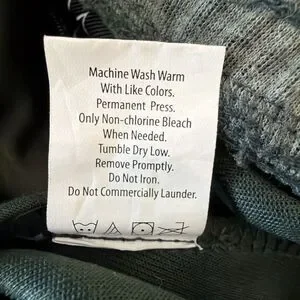 Machine Wash Warm
With Like Colors.
Permanent Press.
Only Non-chlorine Bleach
When Needed.
Tumble Dry Low.
Remove Promptly.
Do Not Iron.
Do Not Commercially Launder.